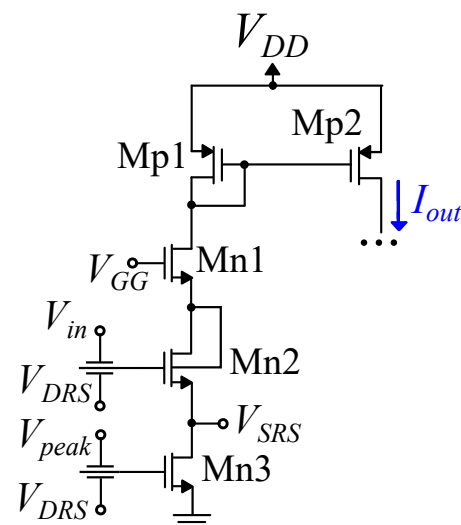 V_DD
Mp1
Mp2
I_out
V_GG
Mn1
V_in
V_DRS
Mn2
V_SRS
V_peak
V_DRS
Mn3